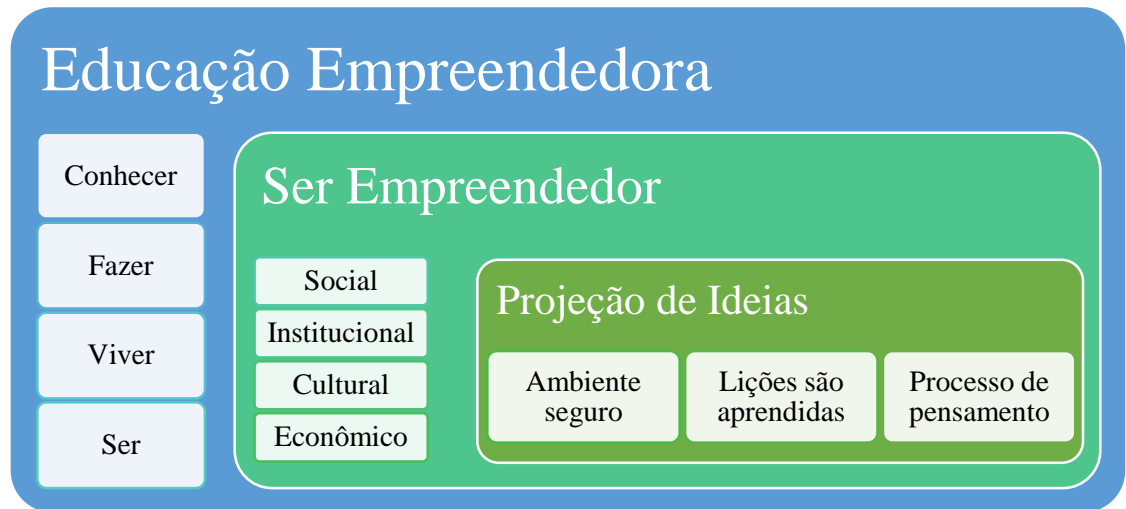 Educação Empreendedora
Conhecer
Fazer
Viver
Ser
Ser Empreendedor
Social
Institucional
Cultural
Econômico
Projeção de Ideias
Ambiente
seguro
Lições são
aprendidas
Processo de
pensamento